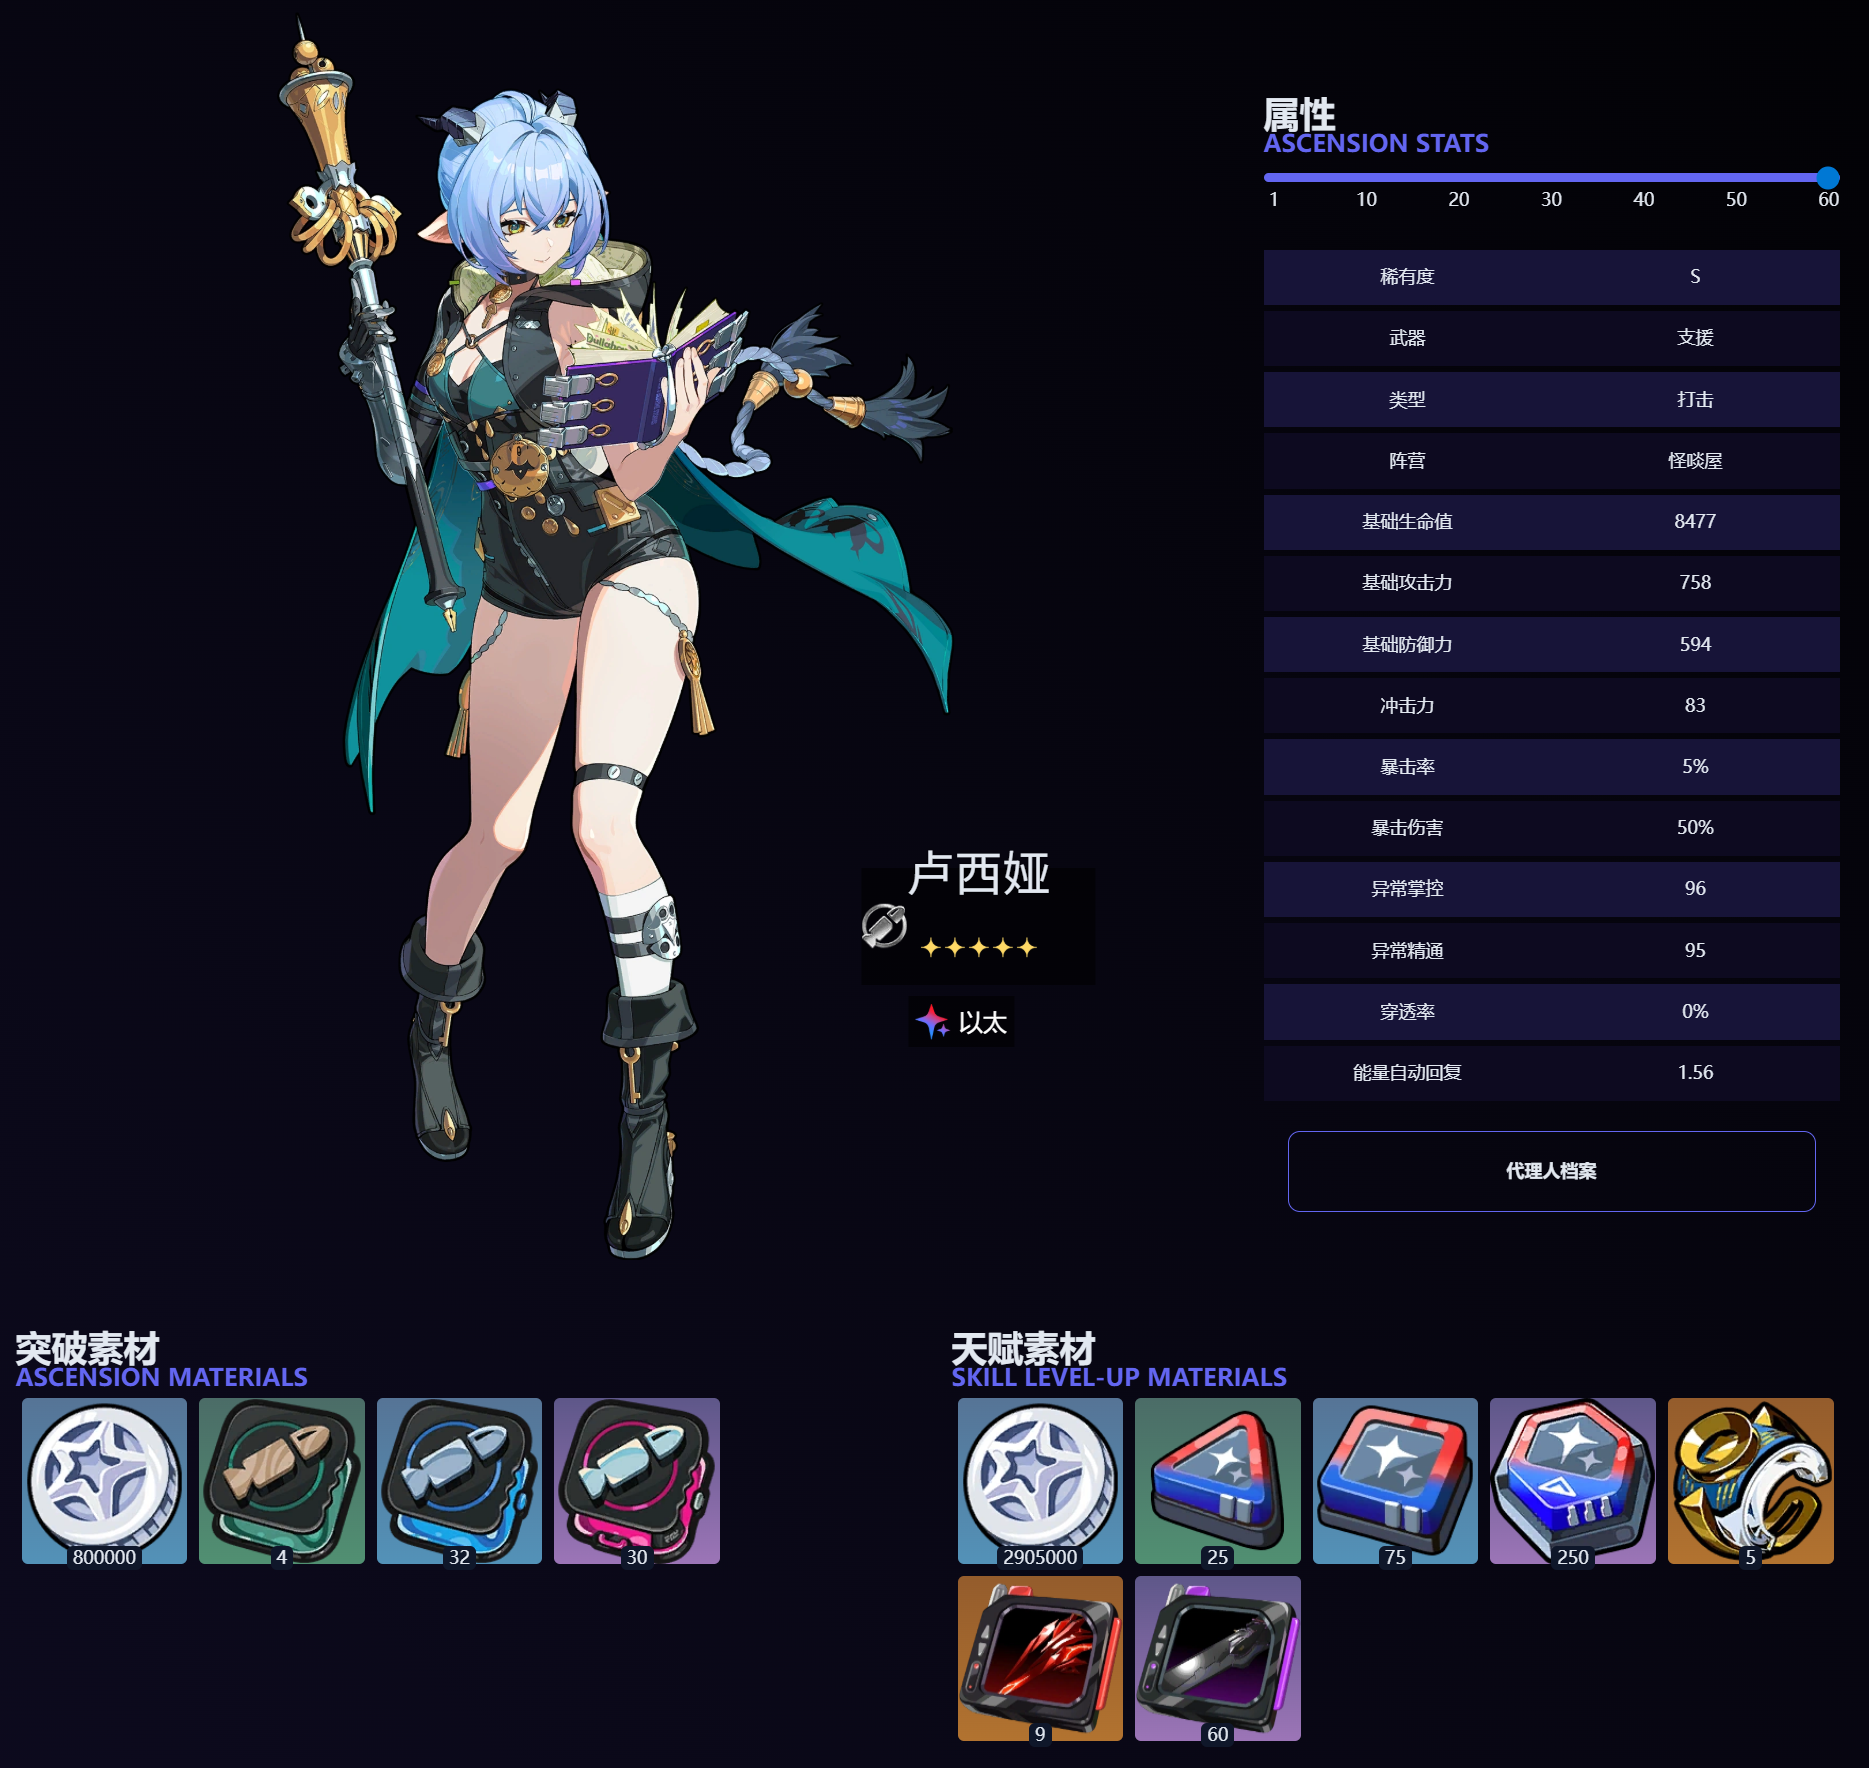 属性
ASCENSION STATS
1 10 20 30 40 50 60
稀有度 S
武器 支援
类型 打击
阵营 怪啖屋
基础生命值 8477
基础攻击力 758
基础防御力 594
冲击力 83
暴击率 5%
暴击伤害 50%
异常掌控 96
异常精通 95
穿透率 0%
能量自动回复 1.56
代理人档案
卢西娅
以太
突破素材
ASCENSION MATERIALS
800000 4 32 30
天赋素材
SKILL LEVEL-UP MATERIALS
2905000 25 75 250 5
9 60